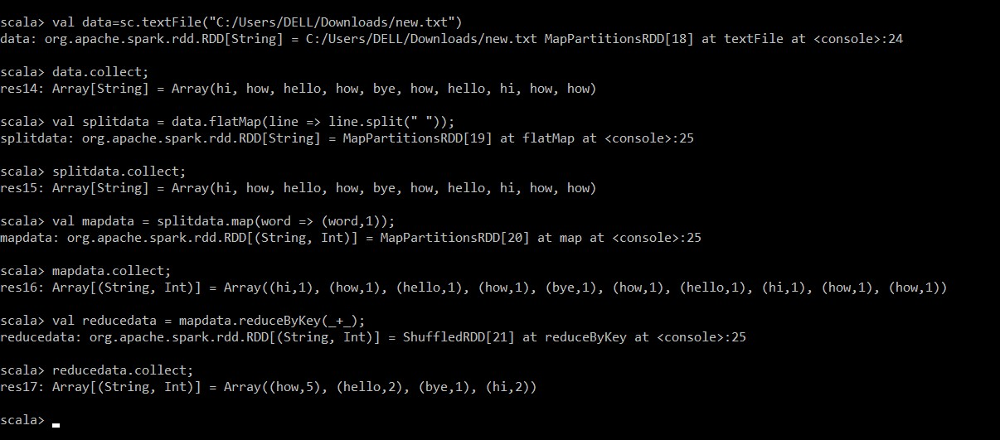 scala> val data=sc.textFile("C:/Users/DELL/Downloads/new.txt")
data: org.apache.spark.rdd.RDD[String] = C:/Users/DELL/Downloads/new.txt MapPartitionsRDD[18] at textFile at <console>:24
scala> data.collect;
res14: Array[String] = Array(hi, how, hello, how, bye, how, hello, hi, how, how)
scala> val splitdata = data.flatMap(line => line.split(" "));
splitdata: org.apache.spark.rdd.RDD[String] = MapPartitionsRDD[19] at flatMap at <console>:25
scala> splitdata.collect;
res15: Array[String] = Array(hi, how, hello, how, bye, how, hello, hi, how, how)
scala> val mapdata = splitdata.map(word => (word,1));
mapdata: org.apache.spark.rdd.RDD[(String, Int)] = MapPartitionsRDD[20] at map at <console>:25
scala> mapdata.collect;
res16: Array[(String, Int)] = Array((hi,1), (how,1), (hello,1), (how,1), (bye,1), (how,1), (hello,1), (hi,1), (how,1), (how,1))
scala> val reducedata = mapdata.reduceByKey(_+_);
reducedata: org.apache.spark.rdd.RDD[(String, Int)] = ShuffledRDD[21] at reduceByKey at <console>:25
scala> reducedata.collect;
res17: Array[(String, Int)] = Array((how,5), (hello,2), (bye,1), (hi,2))
scala>